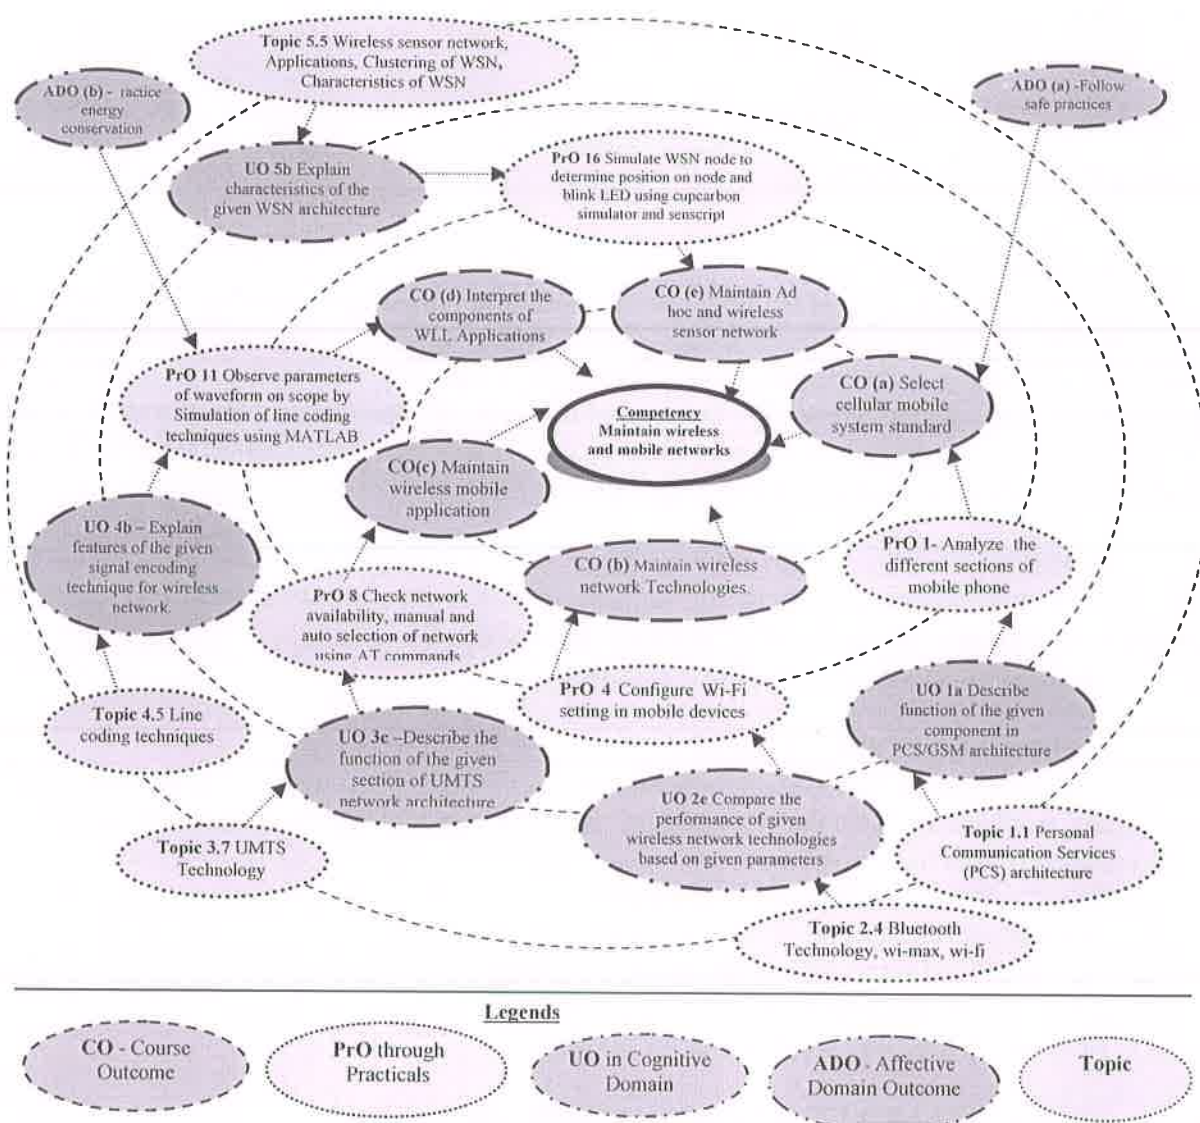 Topic 5.5 Wireless sensor network,
Applications, Clustering of WSN,
Characteristics of WSN
ADO (b) - ractice
energy
conservation
ADO (a) -Follow
safe practices
UO 5b Explain
characteristics of the
given WSN architecture
PrO 16 Simulate WSN node to
determine position on node and
blink LED using cupcarbon
simulator and senscript
CO (d) Interpret the
components of
WLL Applications
CO (e) Maintain Ad
hoc and wireless
sensor network
PrO 11 Observe parameters
of waveform on scope by
Simulation of line coding
techniques using MATLAB
CO (a) Select
cellular mobile
system standard
Competency
Maintain wireless
and mobile networks
CO(c) Maintain
wireless mobile
application
UO 4b – Explain
features of the given
signal encoding
technique for wireless
network.
CO (b) Maintain wireless
network Technologies.
PrO 1- Analyze the
different sections of
mobile phone
PrO 8 Check network
availability, manual and
auto selection of network
using AT commands
PrO 4 Configure Wi-Fi
setting in mobile devices
UO 1a Describe
function of the given
component in
PCS/GSM architecture
Topic 4.5 Line
coding techniques
UO 3e –Describe the
function of the given
section of UMTS
network architecture
UO 2e Compare the
performance of given
wireless network technologies
based on given parameters
Topic 3.7 UMTS
Technology
Topic 1.1 Personal
Communication Services
(PCS) architecture
Topic 2.4 Bluetooth
Technology, wi-max, wi-fi
Legends
CO - Course
Outcome
PrO through
Practicals
UO in Cognitive
Domain
ADO - Affective
Domain Outcome
Topic